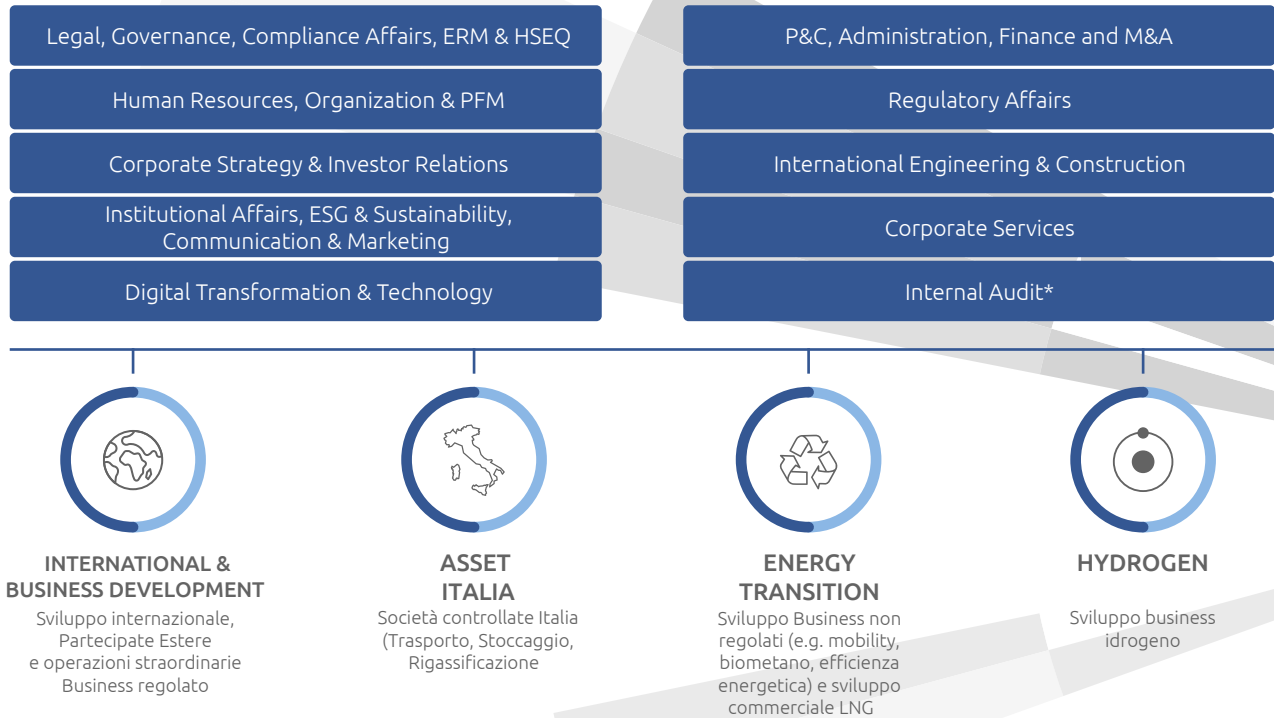 Legal, Governance, Compliance Affairs, ERM & HSEQ
Human Resources, Organization & PFM
Corporate Strategy & Investor Relations
Institutional Affairs, ESG & Sustainability,
Communication & Marketing
Digital Transformation & Technology
P&C, Administration, Finance and M&A
Regulatory Affairs
International Engineering & Construction
Corporate Services
Internal Audit*
INTERNATIONAL &
BUSINESS DEVELOPMENT
Sviluppo internazionale,
Partecipate Estere
e operazioni straordinarie
Business regolato
ASSET
ITALIA
Società controllate Italia
(Trasporto, Stoccaggio,
Rigassificazione
ENERGY
TRANSITION
Sviluppo Business non
regolati (e.g. mobility,
biometano, efficienza
energetica) e sviluppo
commerciale LNG
HYDROGEN
Sviluppo business
idrogeno